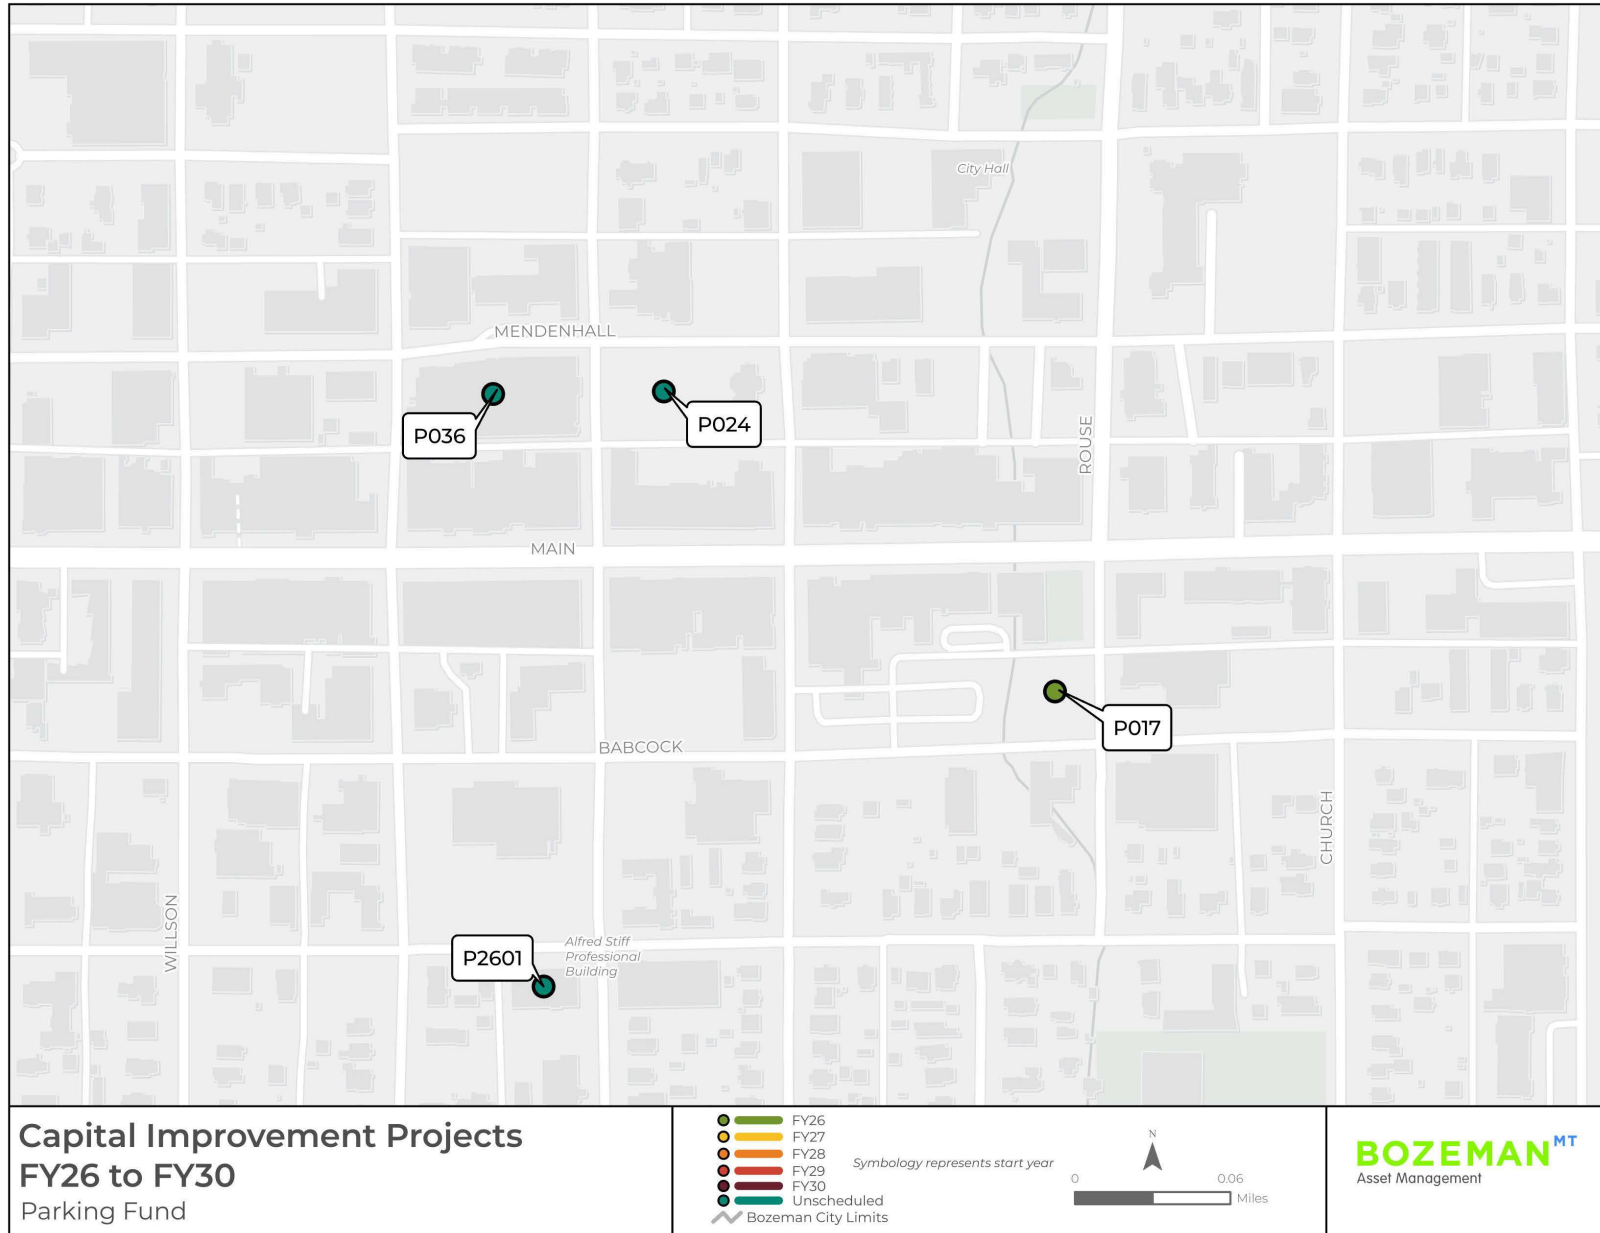 City Hall
MENDENHALL
P036
P024
ROUSE
MAIN
P017
BABCOCK
CHURCH
WILLSON
P2601
Alfred Stiff
Professional
Building
Capital Improvement Projects
FY26 to FY30
Parking Fund
FY26
FY27
FY28
FY29
FY30
Unscheduled
Bozeman City Limits
Symbology represents start year
N
0 0.06
Miles
BOZEMAN MT
Asset Management